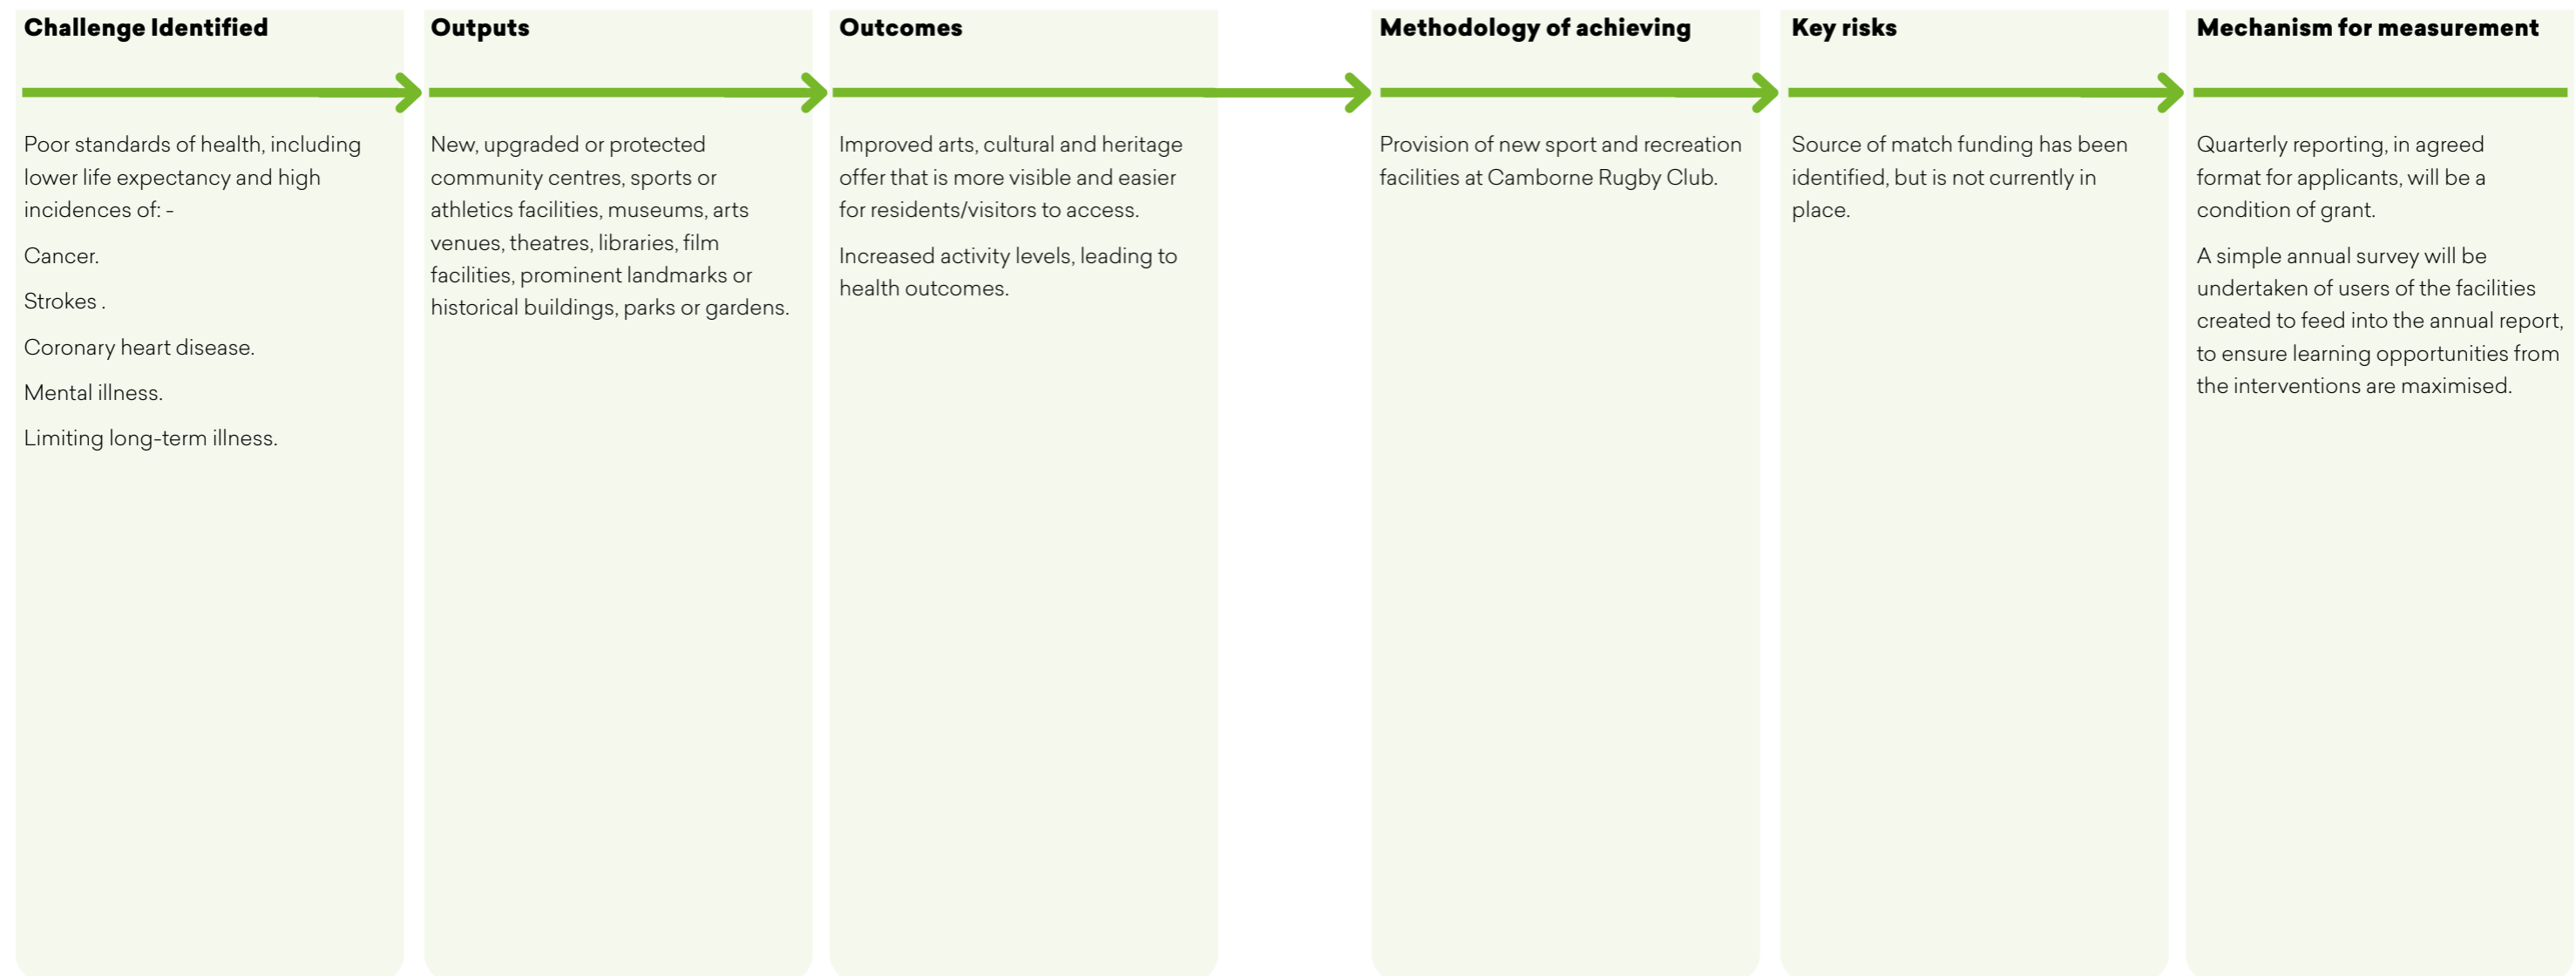 Challenge Identified
Poor standards of health, including
lower life expectancy and high
incidences of: -
Cancer.
Strokes .
Coronary heart disease.
Mental illness.
Limiting long-term illness.
Outputs
New, upgraded or protected
community centres, sports or
athletics facilities, museums, arts
venues, theatres, libraries, film
facilities, prominent landmarks or
historical buildings, parks or gardens.
Outcomes
Improved arts, cultural and heritage
offer that is more visible and easier
for residents/visitors to access.
Increased activity levels, leading to
health outcomes.
Methodology of achieving
Provision of new sport and recreation
facilities at Camborne Rugby Club.
Key risks
Source of match funding has been
identified, but is not currently in
place.
Mechanism for measurement
Quarterly reporting, in agreed
format for applicants, will be a
condition of grant.
A simple annual survey will be
undertaken of users of the facilities
created to feed into the annual report,
to ensure learning opportunities from
the interventions are maximised.